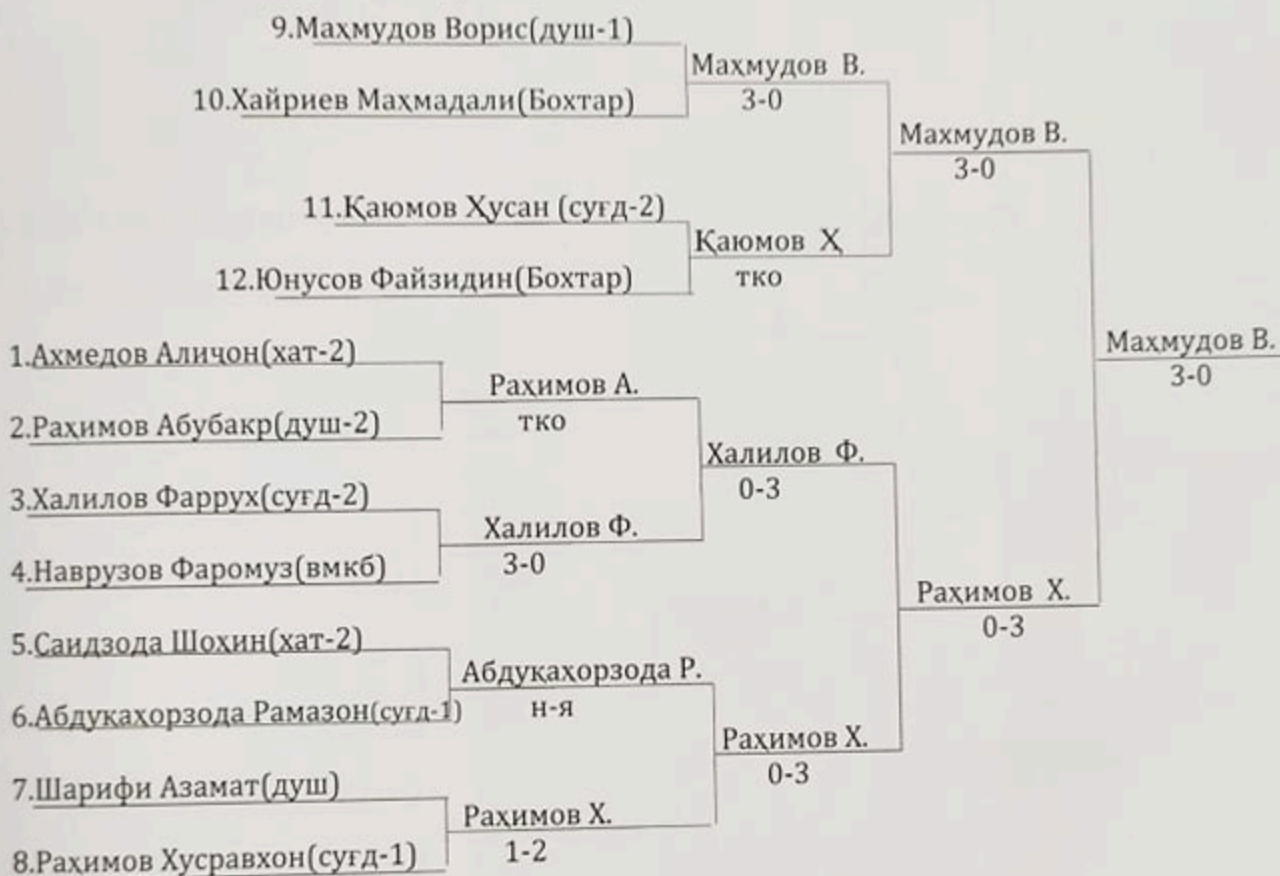 9.Маҳмудов Ворис(душ-1)
Маҳмудов В.
10.Хайриев Маҳмадали(Бохтар)
3-0
Махмудов В.
3-0
11.Қаюмов Ҳусан (суғд-2)
Қаюмов Ҳ
12.Юнусов Файзидин(Бохтар)
тко
1.Ахмедов Аличон(хат-2)
Маҳмудов В.
3-0
Раҳимов А.
2.Раҳимов Абубакр(душ-2)
тко
Халилов Ф.
0-3
3.Халилов Фаррух(суғд-2)
Халилов Ф.
4.Наврузов Фаромуз(вмкб)
3-0
Раҳимов Х.
0-3
5.Саидзода Шоҳин(хат-2)
Абдуқаҳорзода Р.
6.Абдуқаҳорзода Рамазон(суғд-1)
н-я
Раҳимов Х.
0-3
7.Шарифи Азамат(душ)
Раҳимов Х.
8.Раҳимов Хусравхон(суғд-1)
1-2